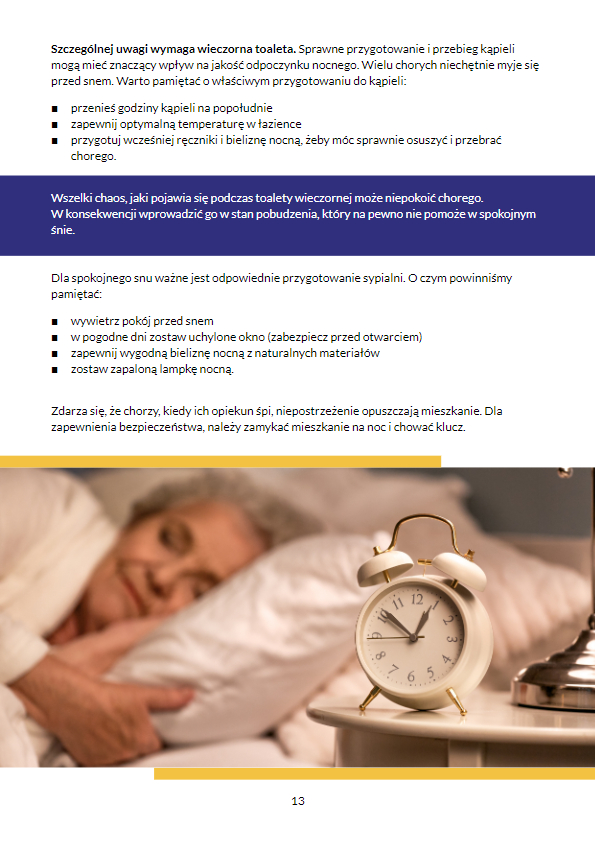 Szczególnej uwagi wymaga wieczorna toaleta. Sprawne przygotowanie i przebieg kąpieli
mogą mieć znaczący wpływ na jakość odpoczynku nocnego. Wielu chorych niechętnie myje się
przed snem. Warto pamiętać o właściwym przygotowaniu do kąpieli:
■ przenieś godziny kąpieli na popołudnie
■ zapewnij optymalną temperaturę w łazience
■ przygotuj wcześniej ręczniki i bieliznę nocną, żeby móc sprawnie osuszyć i przebrać
chorego.
Wszelki chaos, jaki pojawia się podczas toalety wieczornej może niepokoić chorego.
W konsekwencji wprowadzić go w stan pobudzenia, który na pewno nie pomoże w spokojnym
śnie.
Dla spokojnego snu ważne jest odpowiednie przygotowanie sypialni. O czym powinniśmy
pamiętać:
■ wywietrz pokój przed snem
■ w pogodne dni zostaw uchylone okno (zabezpiecz przed otwarciem)
■ zapewnij wygodną bieliznę nocną z naturalnych materiałów
■ zostaw zapaloną lampkę nocną.
Zdarza się, że chorzy, kiedy ich opiekun śpi, niepostrzeżenie opuszczają mieszkanie. Dla
zapewnienia bezpieczeństwa, należy zamykać mieszkanie na noc i chować klucz.
12 1 2 3 4 5 6 7 8 9 11
13